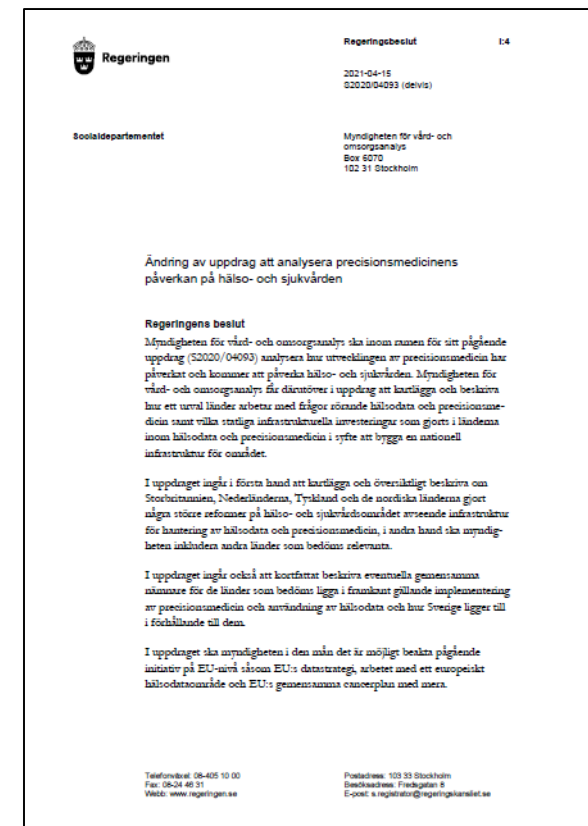 Regeringen
Regeringsbeslut I:4
2021-04-15
S2020/04093 (delvis)
Socialdepartementet
Myndigheten för vård- och
omsorgsanalys
Box 6070
102 31 Stockholm
Ändring av uppdrag att analysera precisionsmedicinens
påverkan på hälso- och sjukvården
Regeringens beslut
Myndigheten för vård- och omsorgsanalys ska inom ramen för sitt pågående
uppdrag (S2020/04093) analysera hur utvecklingen av precisionsmedicin har
påverkat och kommer att påverka hälso- och sjukvården. Myndigheten för
vård- och omsorgsanalys får därutöver i uppdrag att kartlägga och beskriva
hur ett urval länder arbetar med frågor rörande hälsodata och precisionsme-
dicin samt vilka statliga infrastrukturella investeringar som gjorts i länderna
inom hälsodata och precisionsmedicin i syfte att bygga en nationell
infrastruktur för området.
I uppdraget ingår i första hand att kartlägga och översiktligt beskriva om
Storbritannien, Nederländerna, Tyskland och de nordiska länderna gjort
några större reformer på hälso- och sjukvårdsområdet avseende infrastruktur
för hantering av hälsodata och precisionsmedicin, i andra hand ska myndig-
heten inkludera andra länder som bedöms relevanta.
I uppdraget ingår också att kortfattat beskriva eventuella gemensamma
nämnare för de länder som bedöms ligga i framkant gällande implementering
av precisionsmedicin och användning av hälsodata och hur Sverige ligger till
i förhållande till dem.
I uppdraget ska myndigheten i den mån det är möjligt beakta pågående
initiativ på EU-nivå såsom EU:s datastrategi, arbetet med ett europeiskt
hälsodataområde och EU:s gemensamma cancerplan med mera.
Telefonväxel: 08-405 10 00
Fax: 08-24 46 31
Webb: www.regeringen.se
Postadress: 103 33 Stockholm
Besöksadress: Fredsgatan 8
E-post: s.registrator@regeringskansliet.se